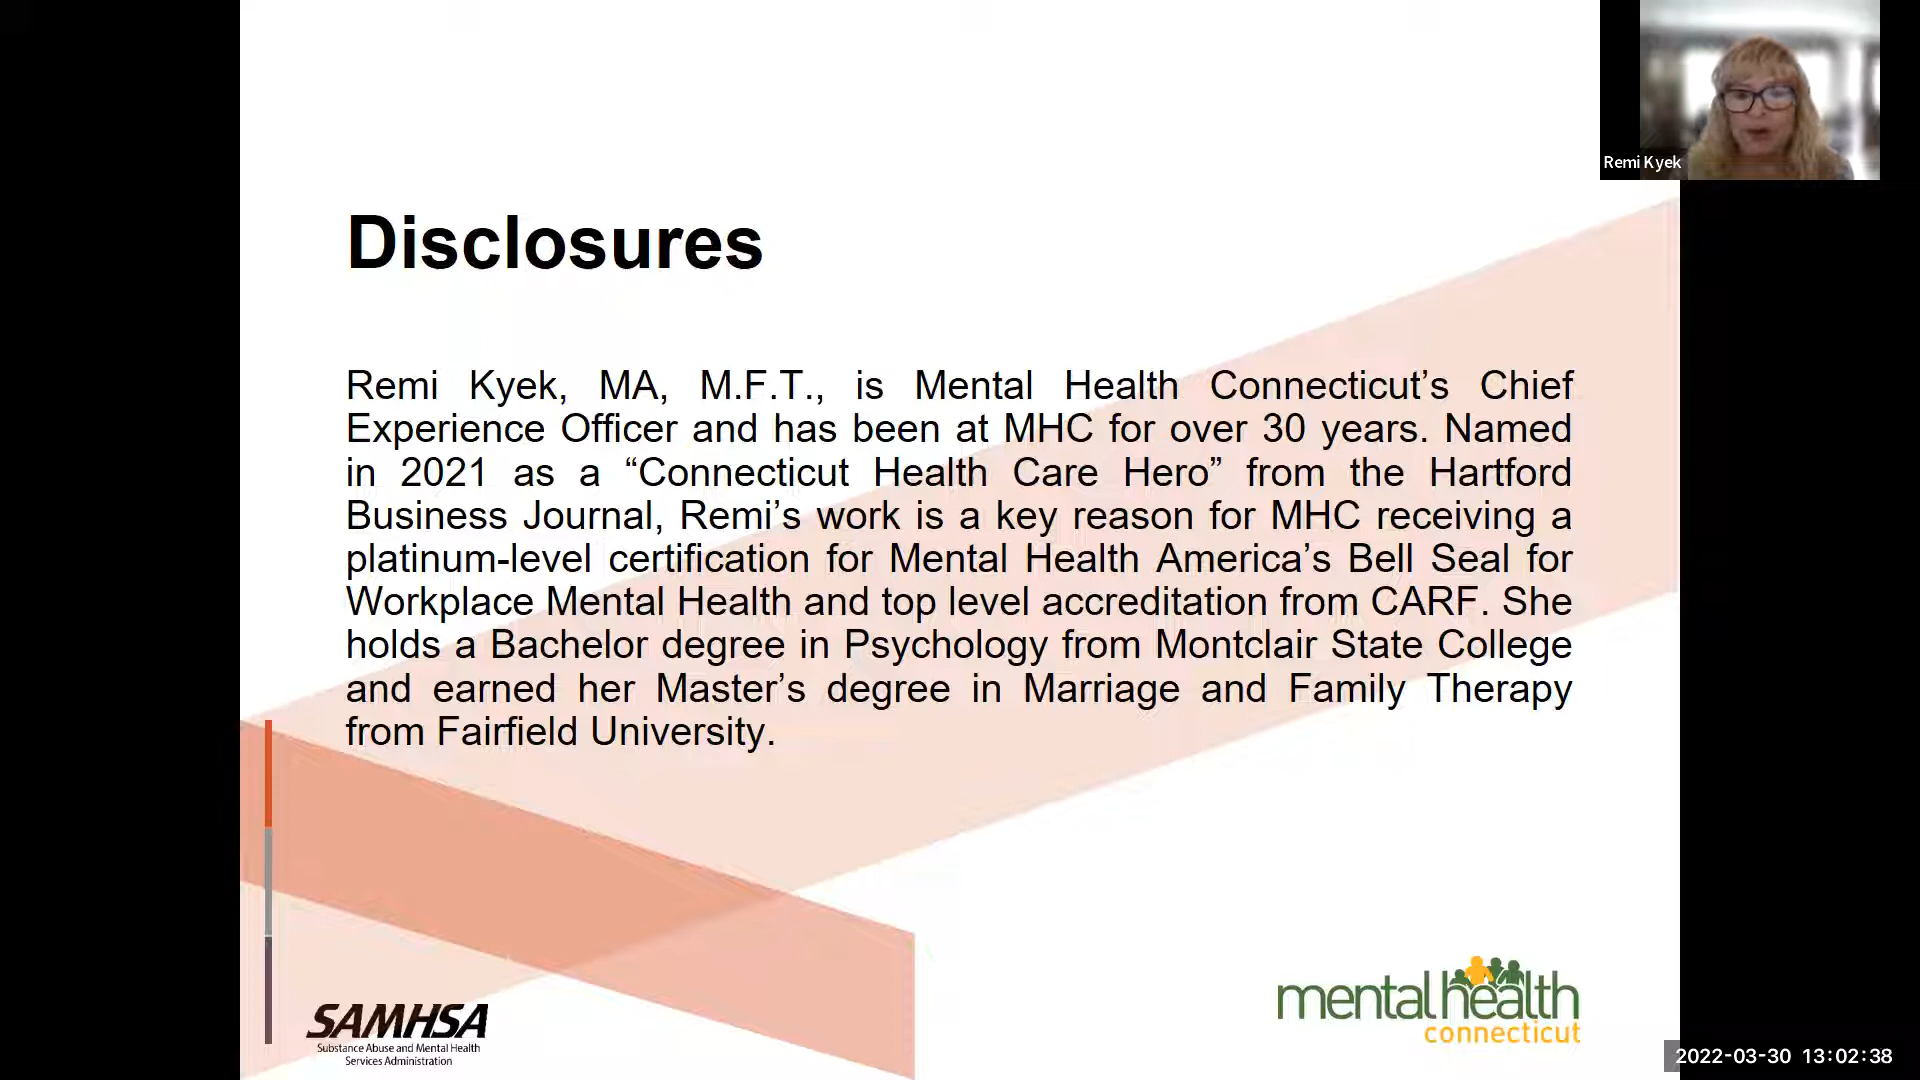 Remi Kyek
Disclosures
Remi Kyek, MA, M.F.T., is Mental Health Connecticut’s Chief
Experience Officer and has been at MHC for over 30 years. Named
in 2021 as a “Connecticut Health Care Hero” from the Hartford
Business Journal, Remi’s work is a key reason for MHC receiving a
platinum-level certification for Mental Health America’s Bell Seal for
Workplace Mental Health and top level accreditation from CARF. She
holds a Bachelor degree in Psychology from Montclair State College
and earned her Master’s degree in Marriage and Family Therapy
from Fairfield University.
SAMHSA
Substance Abuse and Mental Health
Services Administration
mentalhealth
connecticut
2022-03-30 13:02:38